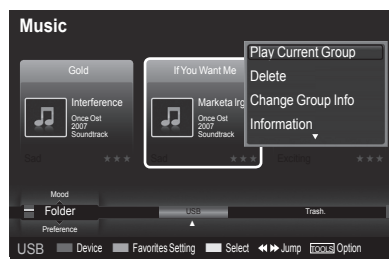 Music
Play Current Group
Delete
Change Group Info
Information
Gold
If You Want Me
Interference
Once Ost
2007
Soundtrack
Marketa Irg
Once Ost
2007
Soundtrack
Sad
Sad
Exciting
Mood
Folder
Preference
USB
Trash.
USB Device Favorites Setting Select Jump TOOLS Option